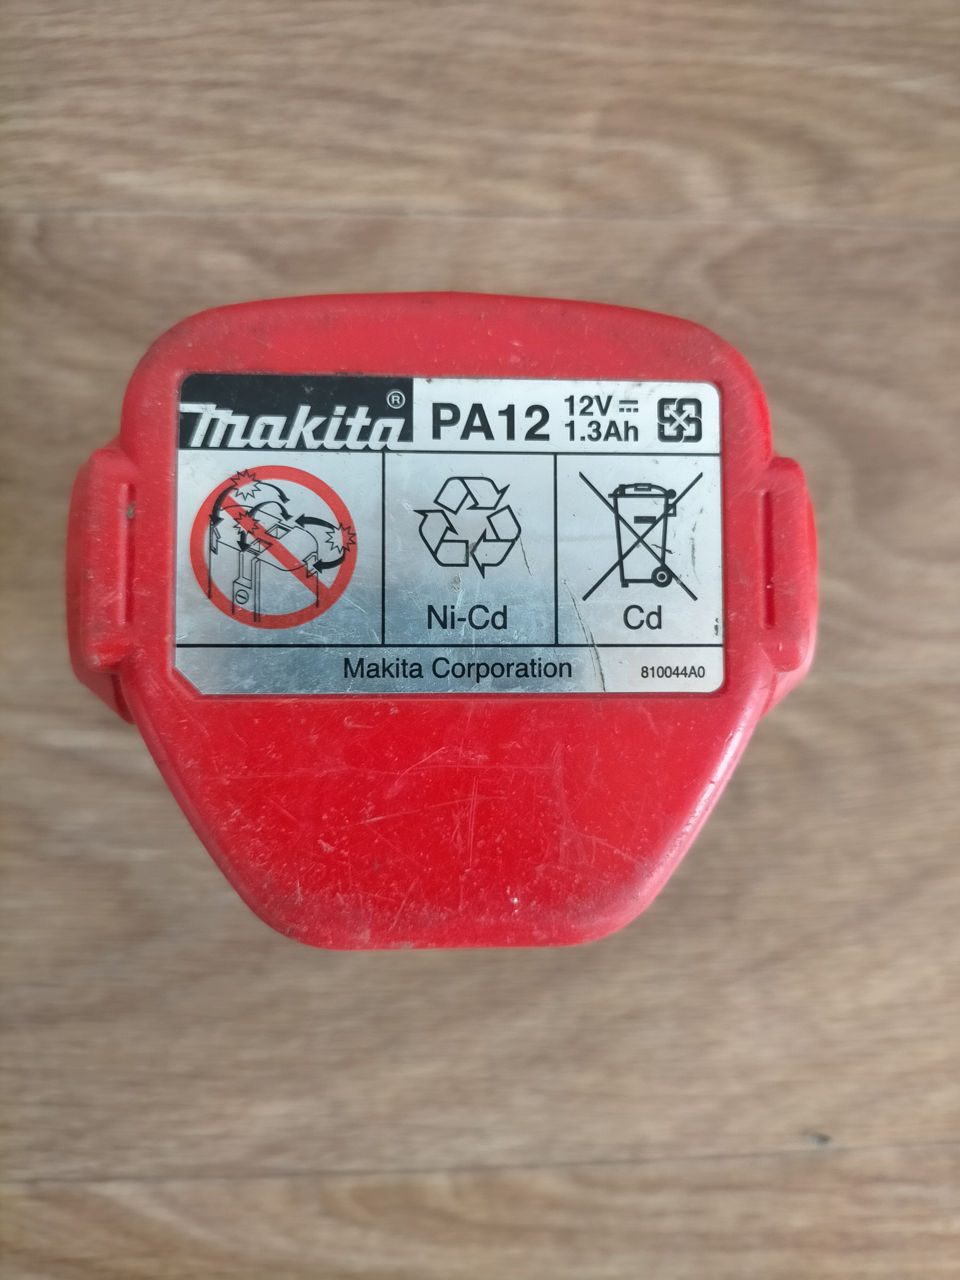 makita®
PA12
12V
1.3Ah
Ni-Cd
Cd
Makita Corporation
810044A0